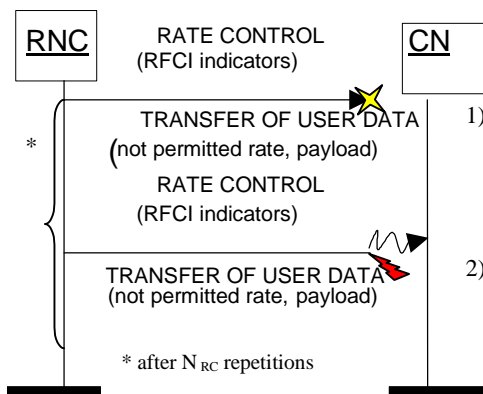 RNC
CN
RATE CONTROL
(RFCI indicators)
1)
TRANSFER OF USER DATA
(not permitted rate, payload)
*
RATE CONTROL
(RFCI indicators)
2)
TRANSFER OF USER DATA
(not permitted rate, payload)
* after N RC repetitions